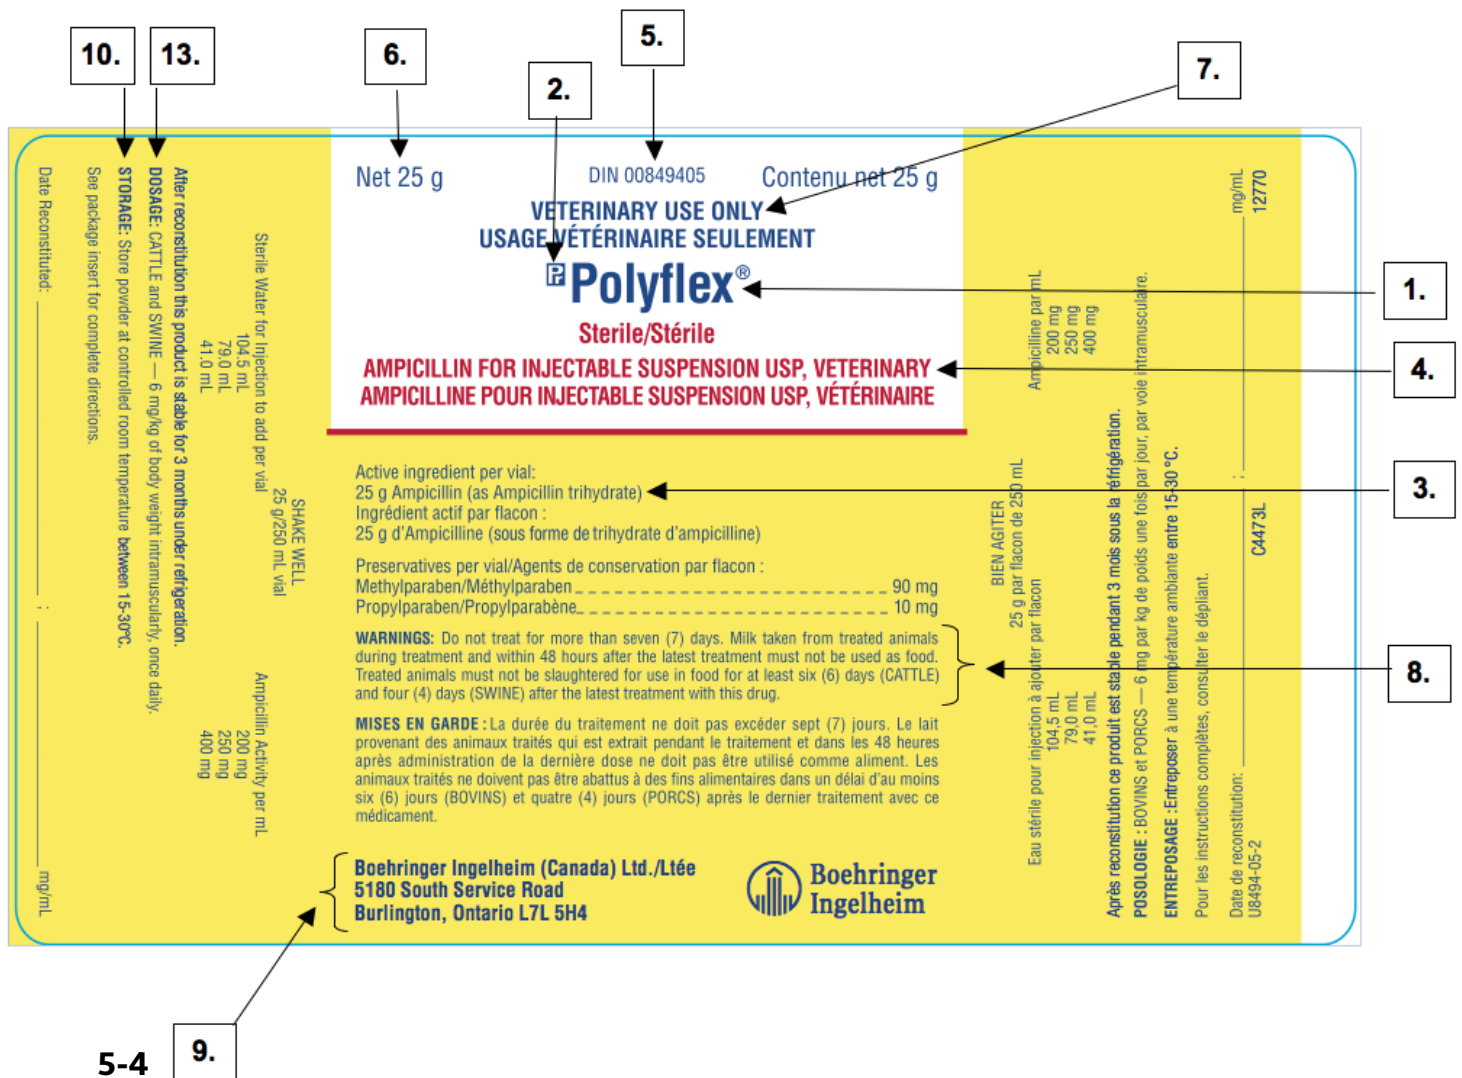 10.
13.
6.
5.
2.
7.
Net 25 g
DIN 00849405
Contenu net 25 g
VETERINARY USE ONLY
USAGE VÉTÉRINAIRE SEULEMENT
Pr Polyflex®
1.
Sterile/Stérile
AMPICILLIN FOR INJECTABLE SUSPENSION USP, VETERINARY
4.
AMPICILLINE POUR INJECTABLE SUSPENSION USP, VÉTÉRINAIRE
Active ingredient per vial:
25 g Ampicillin (as Ampicillin trihydrate)
3.
Ingrédient actif par flacon :
25 g d'Ampicilline (sous forme de trihydrate d'ampicilline)
Preservatives per vial/Agents de conservation par flacon :
Methylparaben/Méthylparaben 90 mg
Propylparaben/Propylparabène 10 mg
WARNINGS: Do not treat for more than seven (7) days. Milk taken from treated animals
during treatment and within 48 hours after the latest treatment must not be used as food.
Treated animals must not be slaughtered for use in food for at least six (6) days (CATTLE)
and four (4) days (SWINE) after the latest treatment with this drug.
8.
MISES EN GARDE : La durée du traitement ne doit pas excéder sept (7) jours. Le lait
provenant des animaux traités qui est extrait pendant le traitement et dans les 48 heures
après administration de la dernière dose ne doit pas être utilisé comme aliment. Les
animaux traités ne doivent pas être abattus à des fins alimentaires dans un délai d'au moins
six (6) jours (BOVINS) et quatre (4) jours (PORCS) après le dernier traitement avec ce
médicament.
Boehringer Ingelheim (Canada) Ltd./Ltée
5180 South Service Road
Burlington, Ontario L7L 5H4
Boehringer
Ingelheim
9.
5-4
SHAKE WELL
25 g/250 mL vial
Sterile Water for Injection to add per vial Ampicillin Activity per mL
104.5 mL 200 mg
79.0 mL 250 mg
41.0 mL 400 mg
After reconstitution this product is stable for 3 months under refrigeration.
DOSAGE: CATTLE and SWINE — 6 mg/kg of body weight intramuscularly, once daily.
STORAGE: Store powder at controlled room temperature between 15-30°C.
See package insert for complete directions.
Date Reconstituted: : mg/mL
BIEN AGITER
25 g par flacon de 250 mL
Eau stérile pour injection à ajouter par flacon Ampicilline par mL
104,5 mL 200 mg
79,0 mL 250 mg
41,0 mL 400 mg
Après reconstitution ce produit est stable pendant 3 mois sous la réfrigération.
POSOLOGIE : BOVINS et PORCS — 6 mg par kg de poids une fois par jour, par voie intramusculaire.
ENTREPOSAGE : Entreposer à une température ambiante entre 15-30 °C.
Pour les instructions complètes, consulter le dépliant.
Date de reconstitution: : mg/mL
U8494-05-2 C4473L 12770